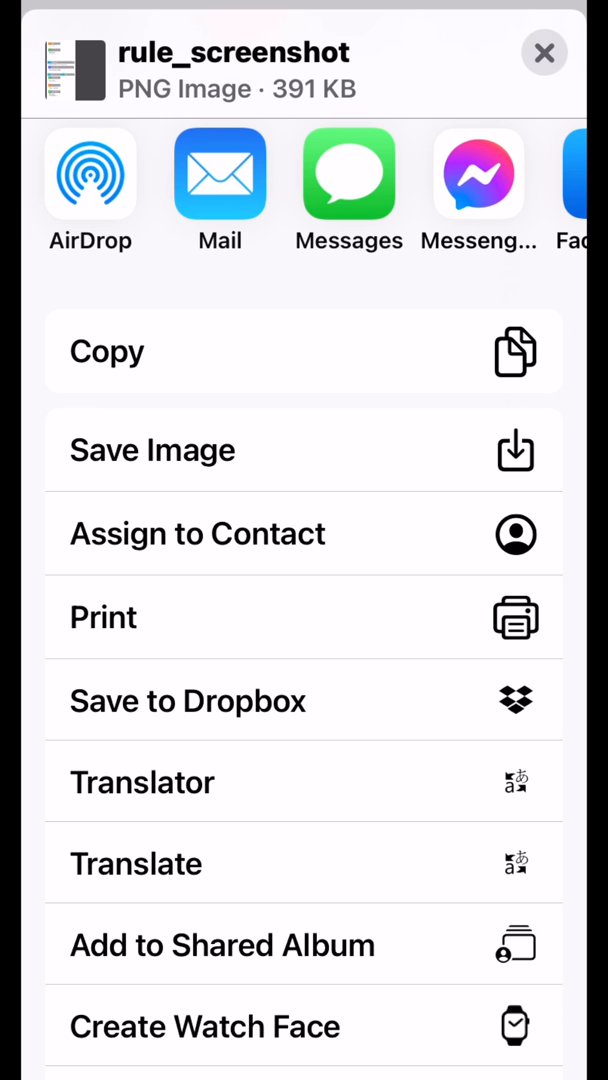 rule_screenshot
PNG Image · 391 KB
AirDrop
Mail
Messages
Messeng...
Fac
Copy
Save Image
Assign to Contact
Print
Save to Dropbox
Translator
Translate
Add to Shared Album
Create Watch Face